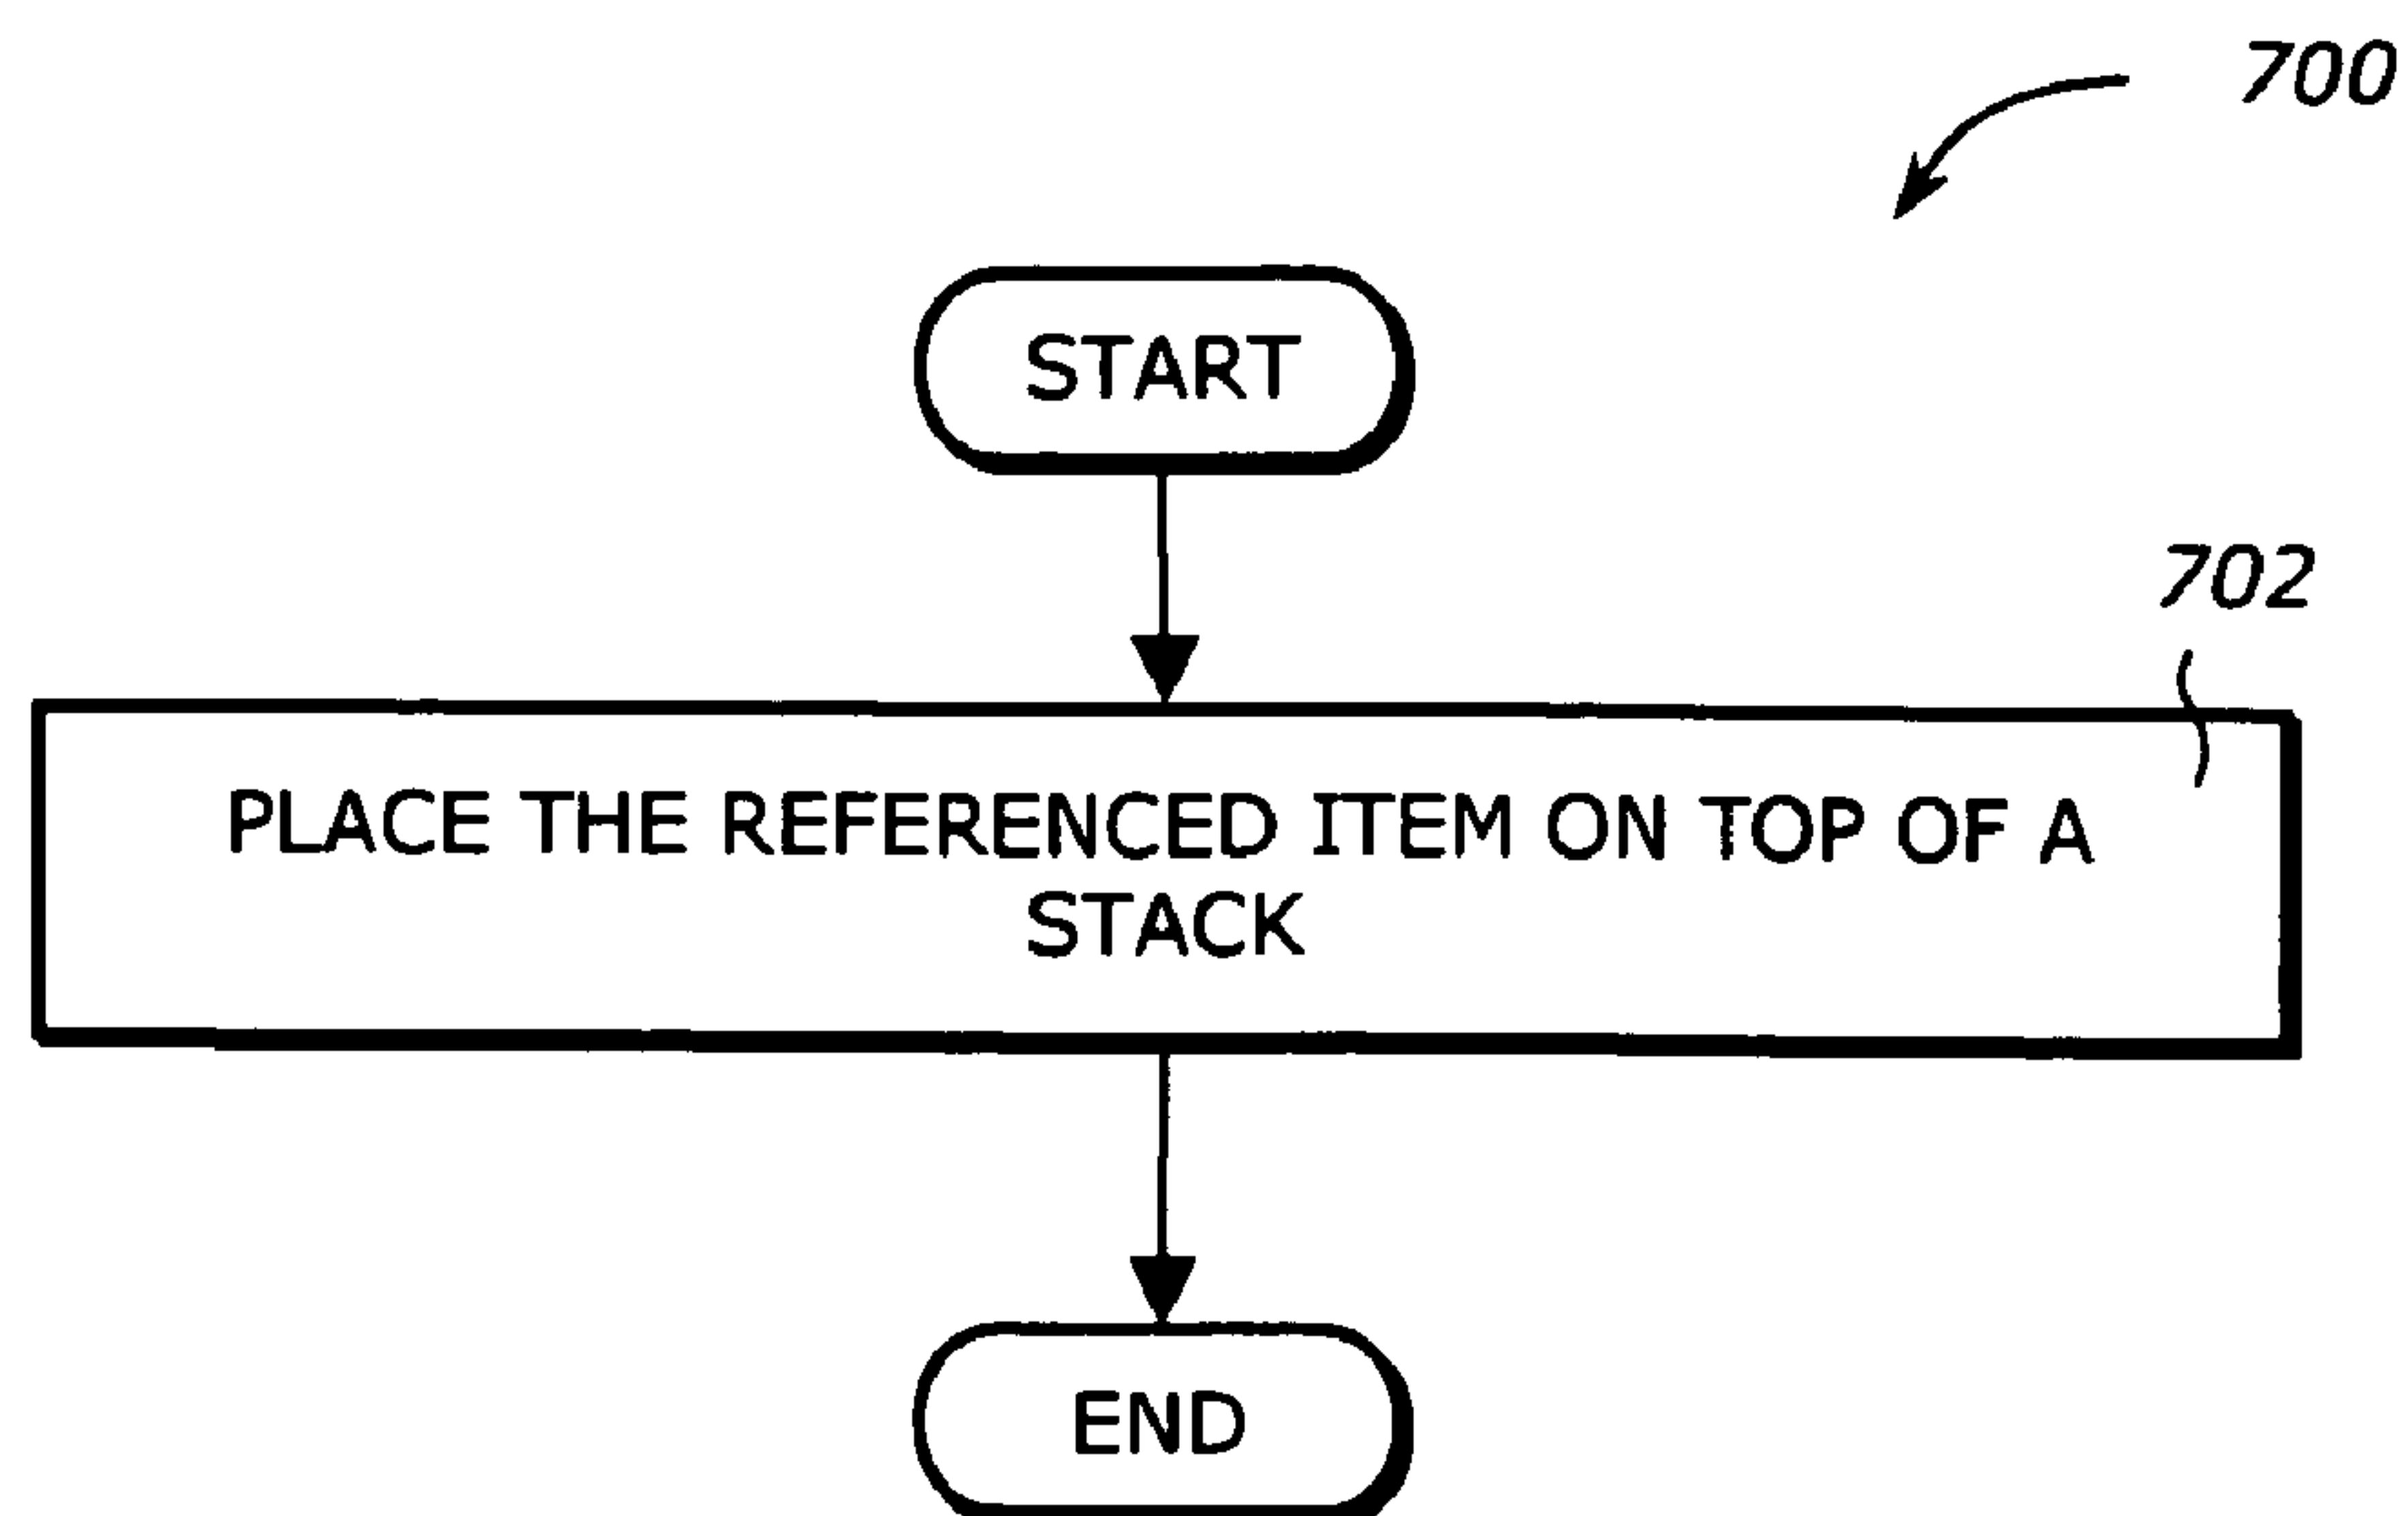 700
START
702
PLACE THE REFERENCED ITEM ON TOP OF A
STACK
END